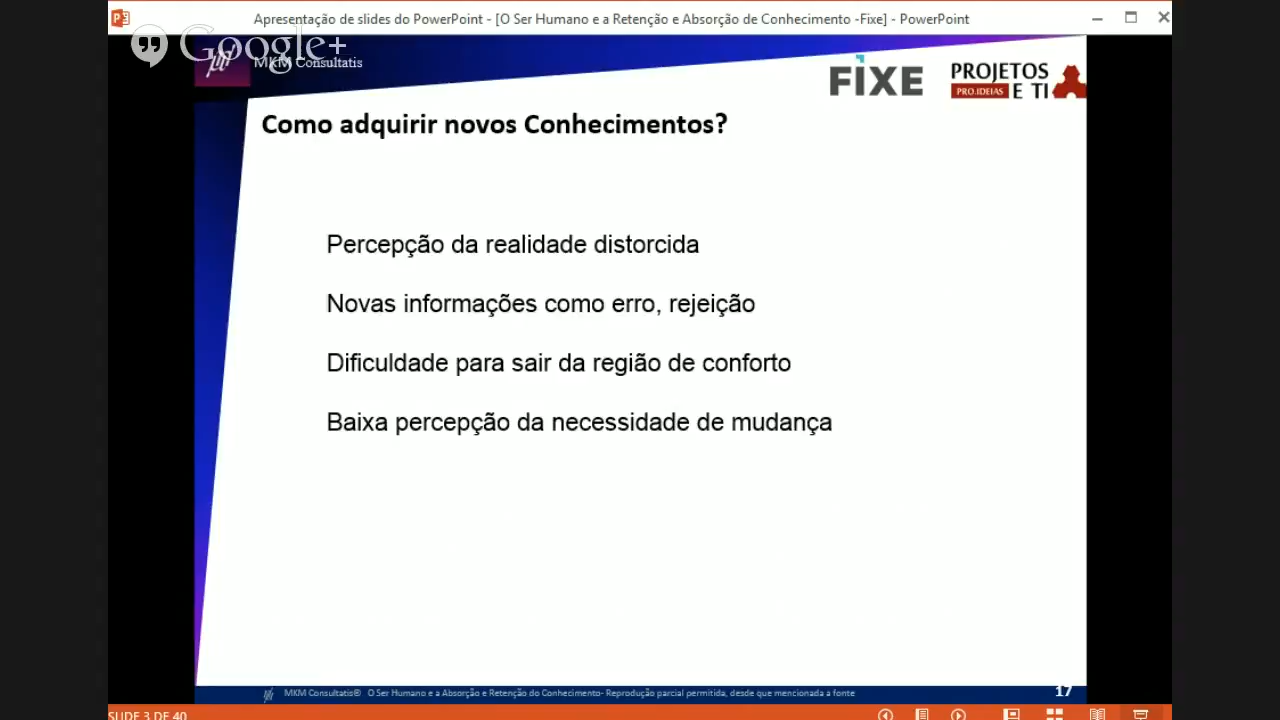 Apresentação de slides do PowerPoint - [O Ser Humano e a Retenção e Absorção de Conhecimento -Fixe] - PowerPoint
Google+
MKM Consultatis
FIXE
PROJETOS
PRO.IDEIAS E TI
Como adquirir novos Conhecimentos?
Percepção da realidade distorcida
Novas informações como erro, rejeição
Dificuldade para sair da região de conforto
Baixa percepção da necessidade de mudança
MKM Consultatis® O Ser Humano e a Absorção e Retenção do Conhecimento- Reprodução parcial permitida, desde que mencionada a fonte
17
SLIDE 3 DE 40